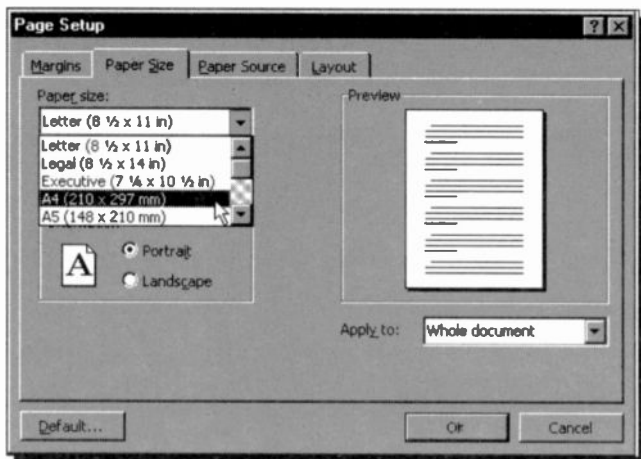 Page Setup
Margins Paper Size Paper Source Layout
Paper size:
Letter (8 ½ x 11 in)
Letter (8 ½ x 11 in)
Legal (8 ½ x 14 in)
Executive (7 ¼ x 10 ½ in)
A4 (210 x 297 mm)
A5 (148 x 210 mm)
A
Portrait
Landscape
Preview
Apply to: Whole document
Default... OK Cancel